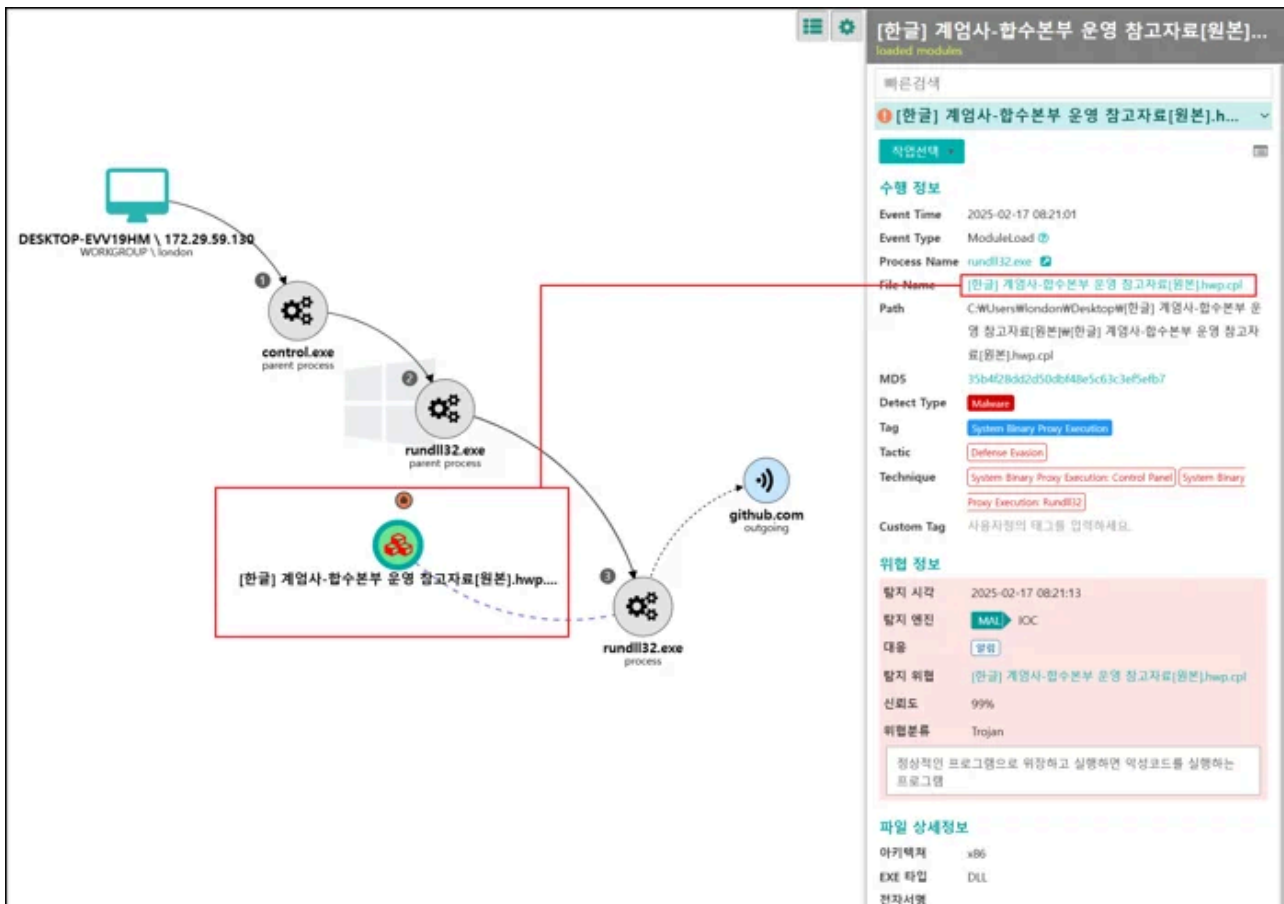 DESKTOP-EVV19HM \ 172.29.59.130
WORKGROUP \ london
1
control.exe
parent process
2
rundll32.exe
parent process
[한글] 계엄사-합수본부 운영 참고자료[원본].hwp....
github.com
outgoing
3
rundll32.exe
process
[한글] 계엄사-합수본부 운영 참고자료[원본]...
loaded modules
빠른검색
[한글] 계엄사-합수본부 운영 참고자료[원본].h...
작업선택
수행 정보
Event Time 2025-02-17 08:21:01
Event Type ModuleLoad
Process Name rundll32.exe
File Name [한글] 계엄사-합수본부 운영 참고자료[원본].hwp.cpl
Path C:₩Users₩london₩Desktop₩[한글] 계엄사-합수본부 운
영 참고자료[원본]₩[한글] 계엄사-합수본부 운영 참고자
료[원본].hwp.cpl
MD5 35b4f28dd2d50dbf48e5c63c3ef5efb7
Detect Type Malware
Tag System Binary Proxy Execution
Tactic Defense Evasion
Technique System Binary Proxy Execution: Control Panel System Binary
Proxy Execution: Rundll32
Custom Tag 사용자정의 태그를 입력하세요.
위협 정보
탐지 시각 2025-02-17 08:21:13
탐지 엔진 MAL IOC
대응 알림
탐지 위협 [한글] 계엄사-합수본부 운영 참고자료[원본].hwp.cpl
신뢰도 99%
위협분류 Trojan
정상적인 프로그램으로 위장하고 실행하면 악성코드를 실행하는
프로그램
파일 상세정보
아키텍쳐 x86
EXE 타입 DLL
전자서명